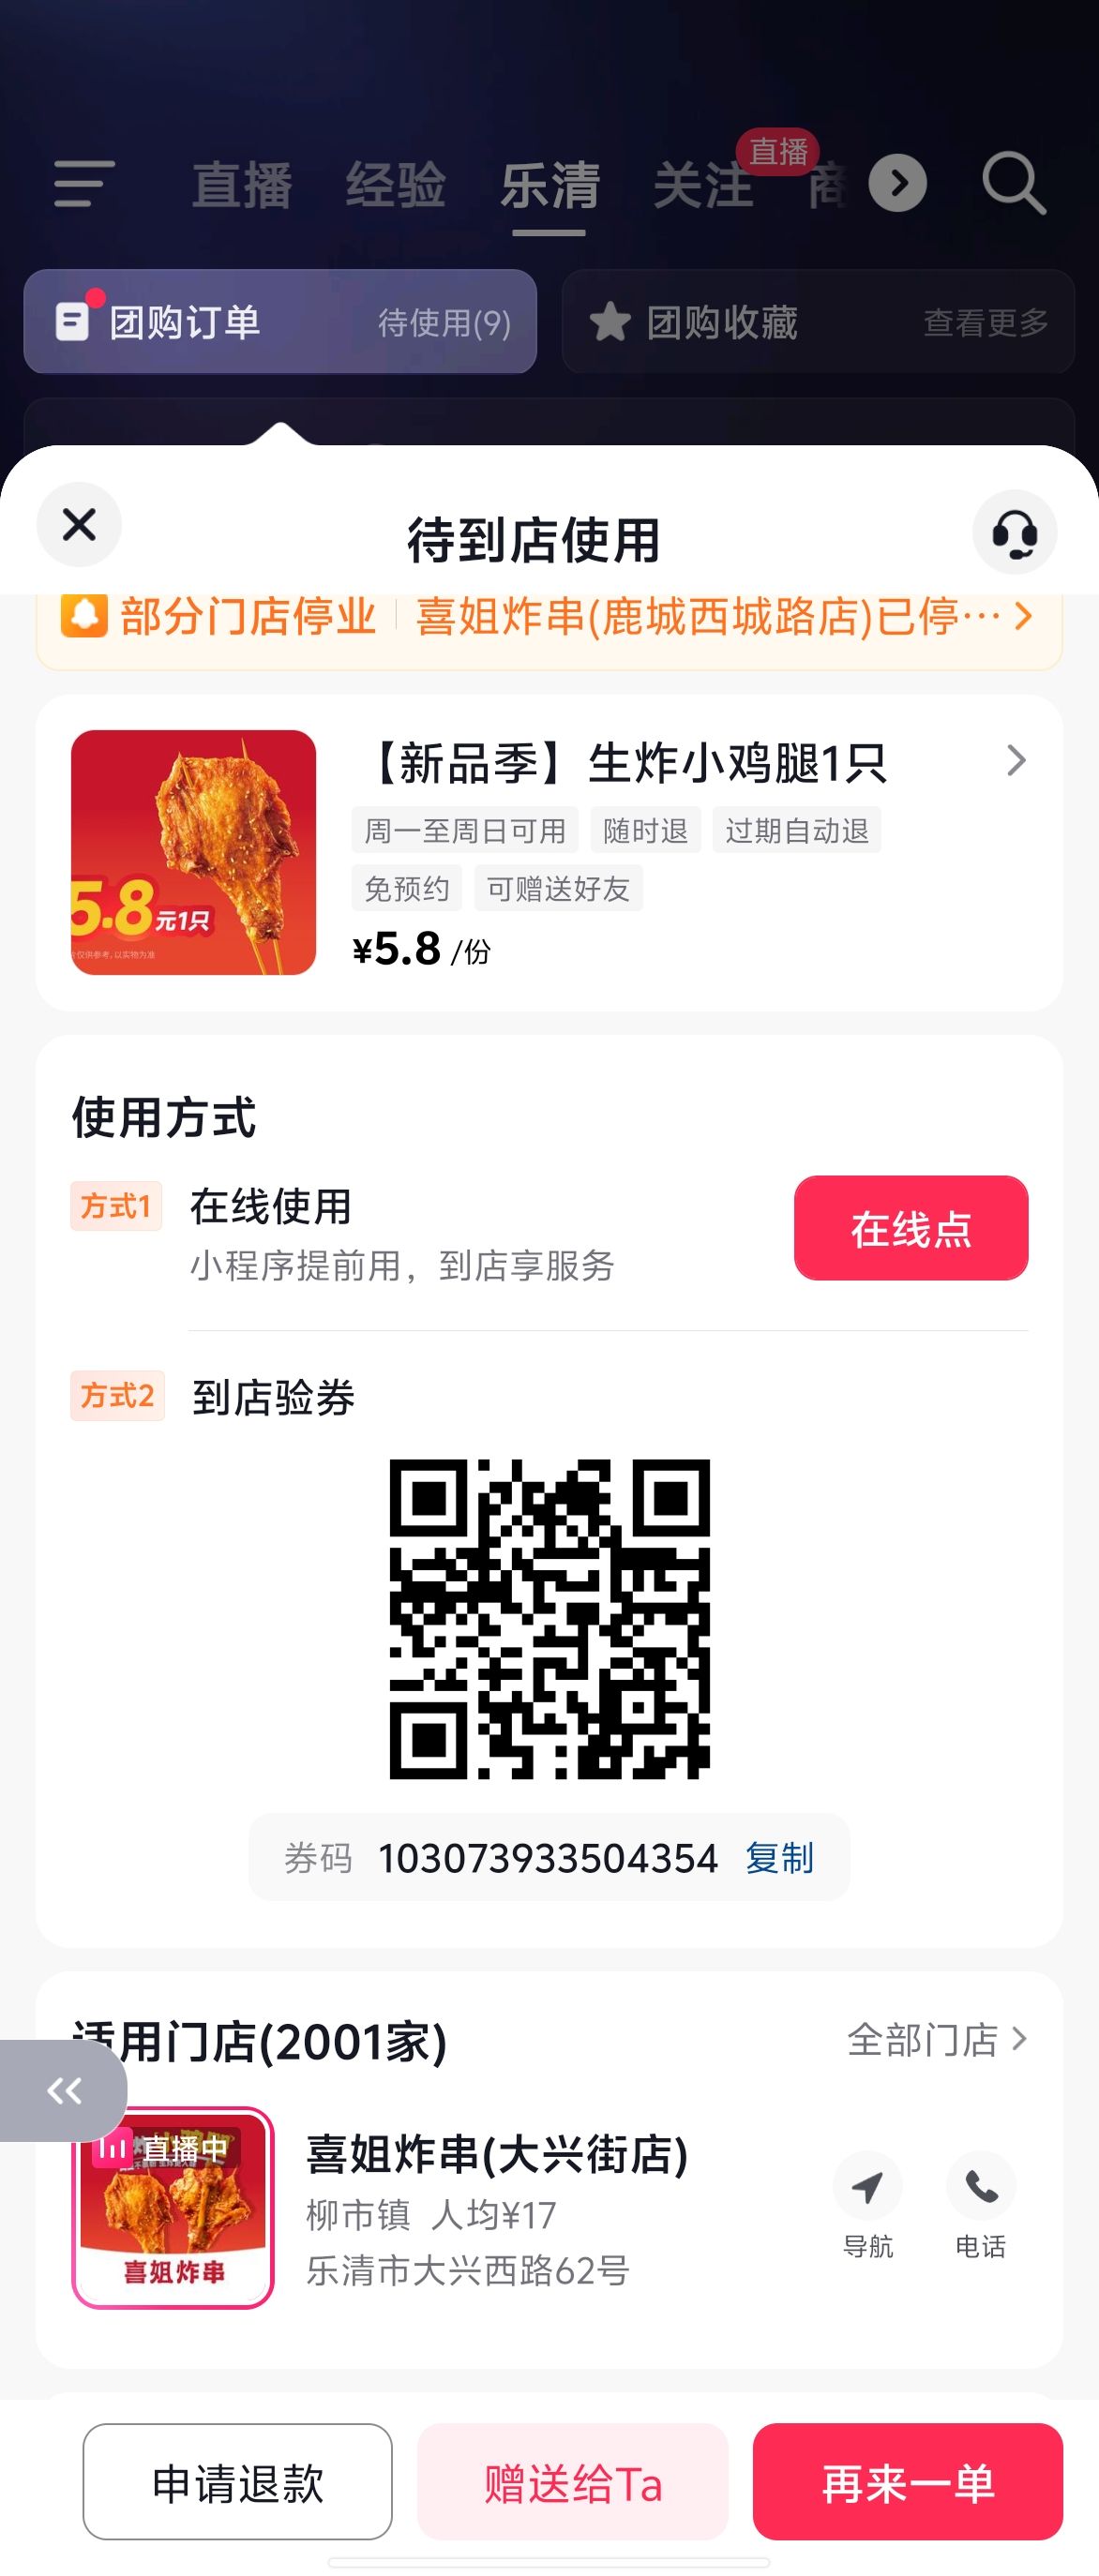 直播 经验 乐清 关注 直播 商
团购订单 待使用(9) 团购收藏 查看更多
待到店使用
部分门店停业 喜姐炸串(鹿城西城路店)已停…
【新品季】生炸小鸡腿1只
周一至周日可用 随时退 过期自动退
免预约 可赠送好友
5.8元1只
仅供参考，以实物为准
¥5.8 /份
使用方式
方式1 在线使用
小程序提前用，到店享服务
在线点
方式2 到店验券
券码 103073933504354 复制
适用门店(2001家) 全部门店
直播中
喜姐炸串
喜姐炸串(大兴街店)
柳市镇 人均¥17
乐清市大兴西路62号
导航 电话
申请退款 赠送给Ta 再来一单